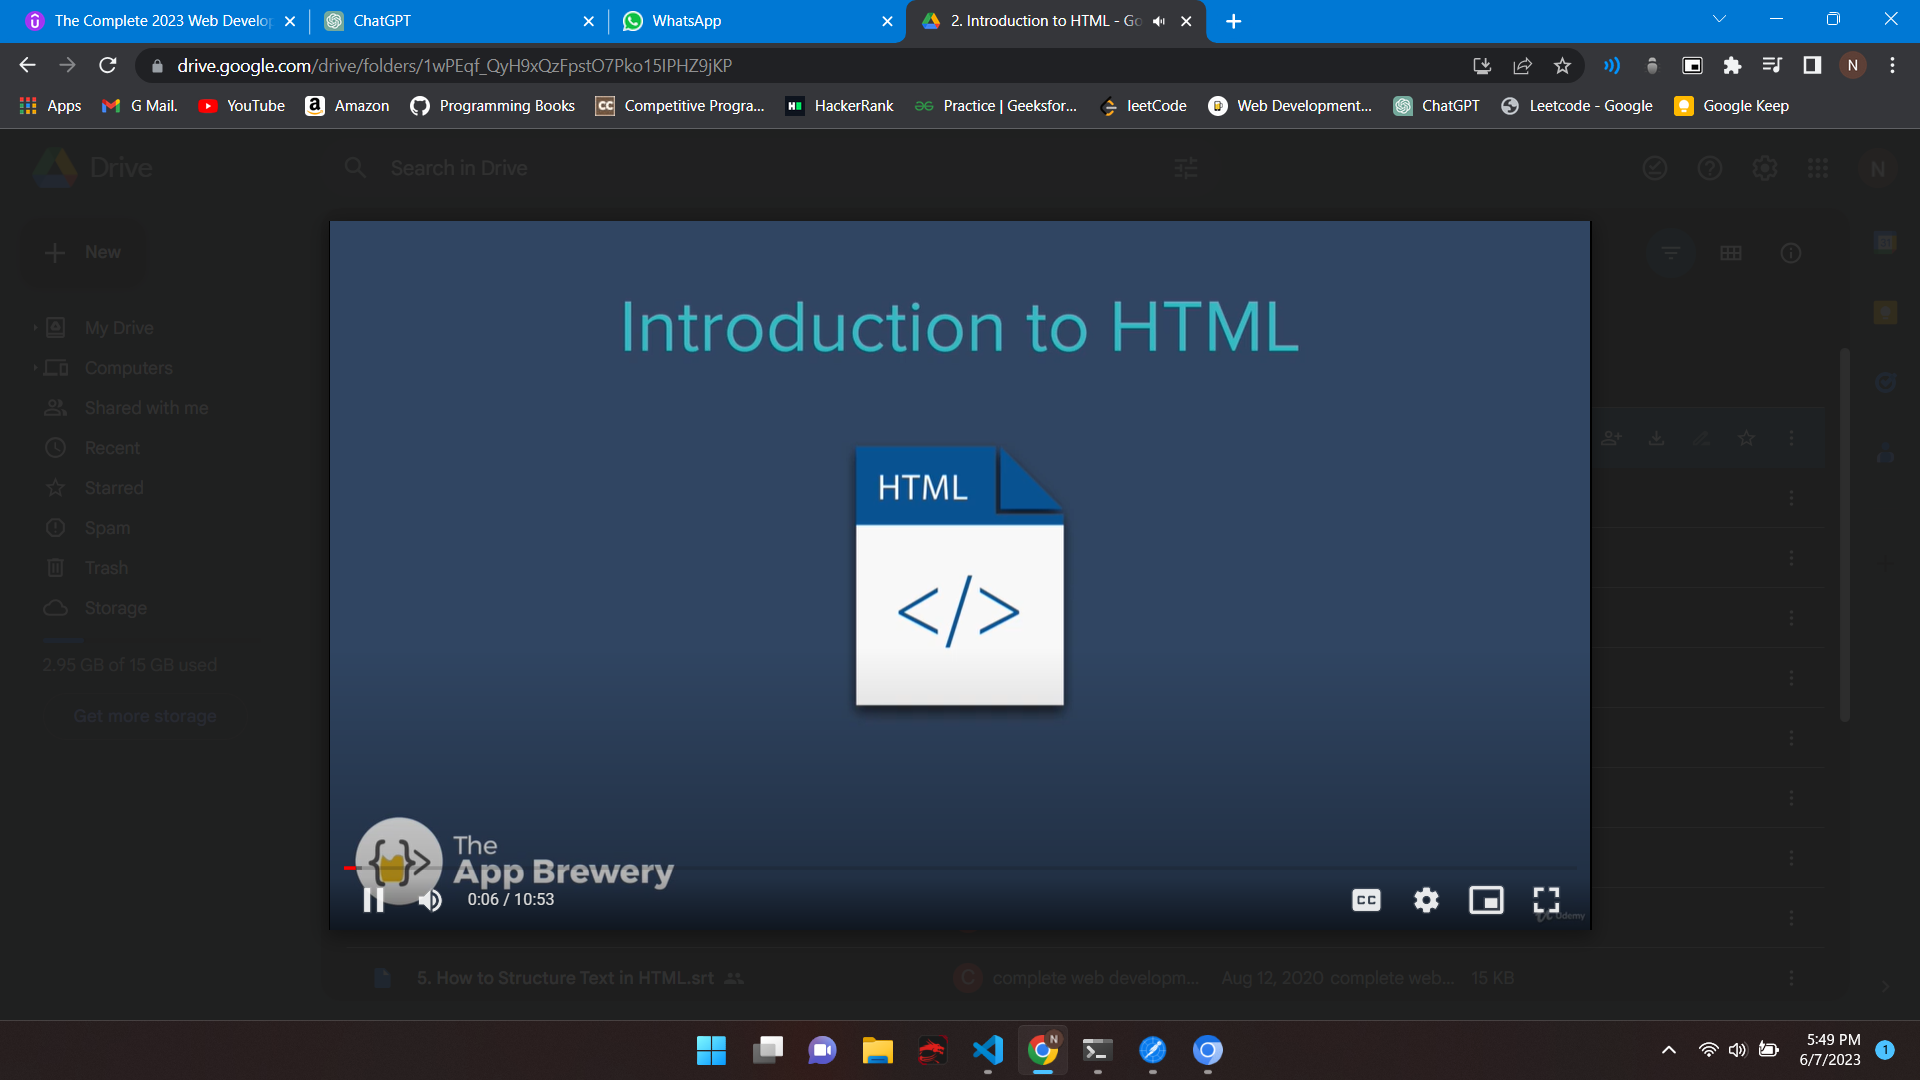 The Complete 2023 Web Develop
ChatGPT
WhatsApp
2. Introduction to HTML - Go
drive.google.com/drive/folders/1wPEqf_QyH9xQzFpstO7Pko15IPHZ9jKP
N
Apps
G Mail.
YouTube
Amazon
Programming Books
CC
Competitive Progra...
HackerRank
Practice | Geeksfor...
leetCode
Web Development...
ChatGPT
Leetcode - Google
Google Keep
Drive
Search in Drive
N
New
My Drive
Computers
Shared with me
Recent
Starred
Spam
Trash
Storage
2.95 GB of 15 GB used
Get more storage
Introduction to HTML
HTML
</>
The
App Brewery
0:06 / 10:53
CC
Udemy
5. How to Structure Text in HTML.srt
C
complete web developm...
Aug 12, 2020 complete web...
15 KB
N
5:49 PM
6/7/2023
1